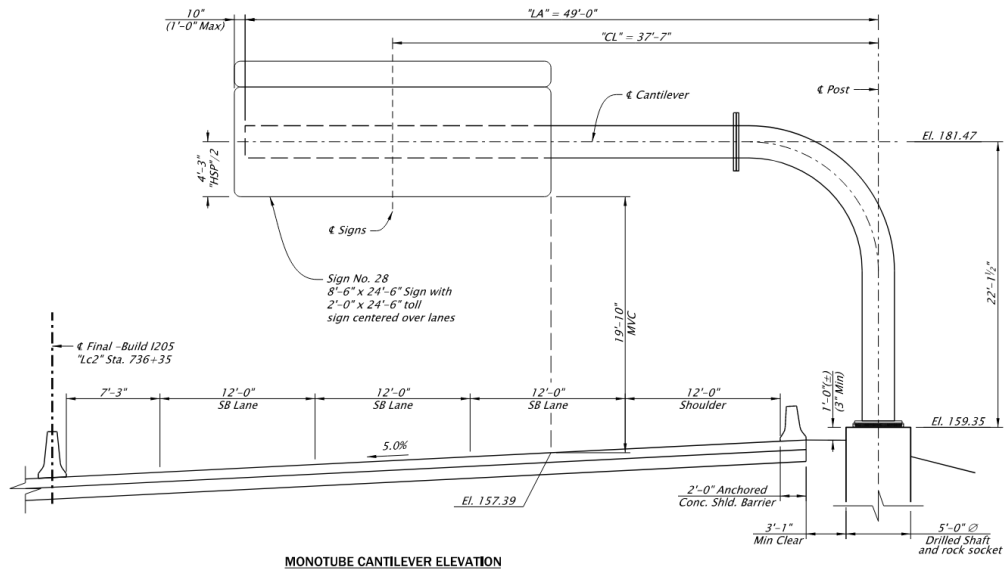 10"
(1'-0" Max)
"LA" = 49'-0"
"CL" = 37'-7"
℄ Post
℄ Cantilever
El. 181.47
4'-3"
"HSP"/2
℄ Signs
Sign No. 28
8'-6" x 24'-6" Sign with
2'-0" x 24'-6" toll
sign centered over lanes
22'-1½"
19'-10"
MVC
℄ Final -Build I205
"Lc2" Sta. 736+35
7'-3"
12'-0"
SB Lane
12'-0"
SB Lane
12'-0"
SB Lane
12'-0"
Shoulder
1'-0"(±)
(3" Min)
El. 159.35
5.0%
El. 157.39
2'-0" Anchored
Conc. Shld. Barrier
3'-1"
Min Clear
5'-0" Ø
Drilled Shaft
and rock socket
MONOTUBE CANTILEVER ELEVATION